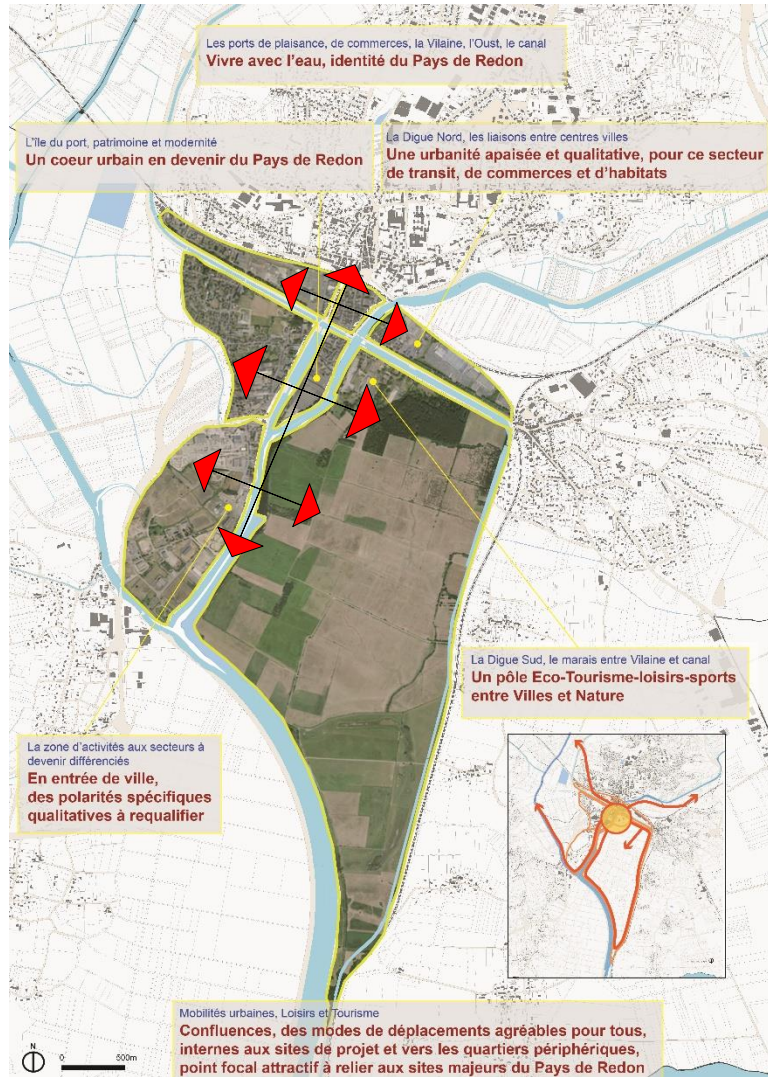 Les ports de plaisance, de commerces, la Vilaine, l'Oust, le canal
Vivre avec l'eau, identité du Pays de Redon
L'île du port, patrimoine et modernité
Un coeur urbain en devenir du Pays de Redon
La Digue Nord, les liaisons entre centres villes
Une urbanité apaisée et qualitative, pour ce secteur
de transit, de commerces et d'habitats
La Digue Sud, le marais entre Vilaine et canal
Un pôle Eco-Tourisme-loisirs-sports
entre Villes et Nature
La zone d'activités aux secteurs à
devenir différenciés
En entrée de ville,
des polarités spécifiques
qualitatives à requalifier
Mobilités urbaines, Loisirs et Tourisme
Confluences, des modes de déplacements agréables pour tous,
internes aux sites de projet et vers les quartiers périphériques,
point focal attractif à relier aux sites majeurs du Pays de Redon
N
0 500m